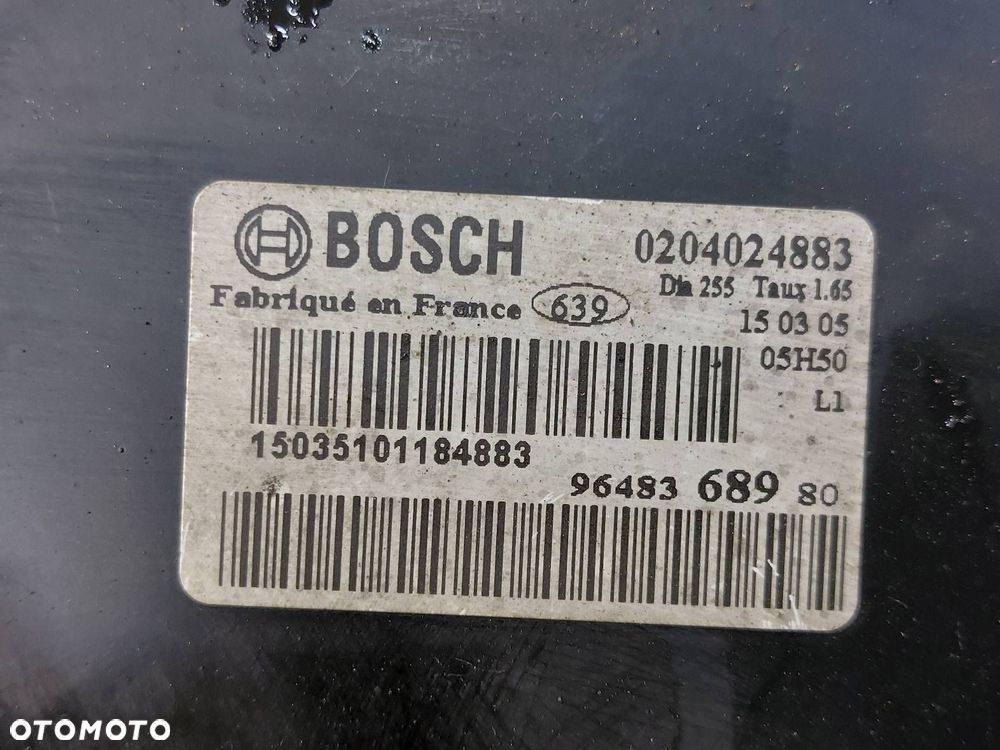 BOSCH
0204024883
Dia 255 Taux 1.65
Fabriqué en France 639
15 03 05
05H50
L1
15035101184883
96483 689 80
OTOMOTO